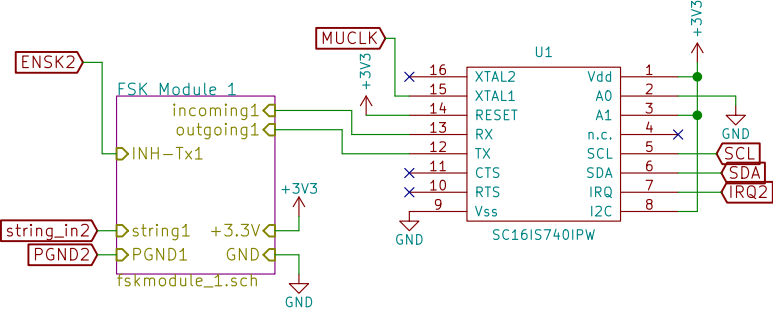 +3V3
MUCLK
U1
ENSK2
+3V3
16 XTAL2 Vdd 1
FSK Module 1
15 XTAL1 A0 2
incoming1
14 RESET A1 3
outgoing1
13 RX n.c. 4
GND
INH-Tx1
12 TX SCL 5 SCL
11 CTS SDA 6 SDA
+3V3
10 RTS IRQ 7 IRQ2
9 Vss I2C 8
string_in2 string1 +3.3V
GND
SC16IS740IPW
PGND2 PGND1 GND
fskmodule_1.sch
GND